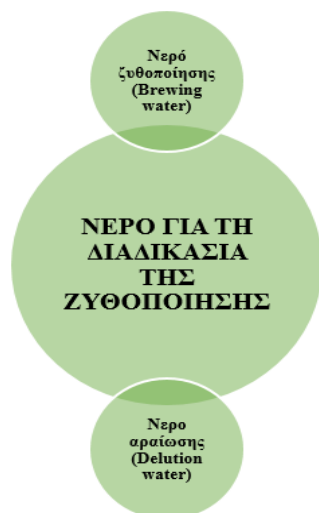 Νερό
ζυθοποίησης
(Brewing
water)
ΝΕΡΟ ΓΙΑ ΤΗ
ΔΙΑΔΙΚΑΣΙΑ
ΤΗΣ
ΖΥΘΟΠΟΙΗΣΗΣ
Νερο
αραίωσης
(Delution
water)